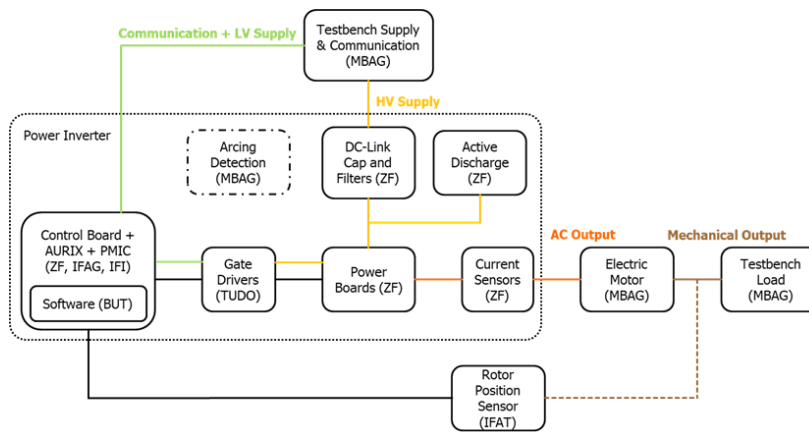 Communication + LV Supply
Testbench Supply
& Communication
(MBAG)
HV Supply
Power Inverter
Arcing
Detection
(MBAG)
DC-Link
Cap and
Filters (ZF)
Active
Discharge
(ZF)
Control Board +
AURIX + PMIC
(ZF, IFAG, IFI)
Software (BUT)
Gate
Drivers
(TUDO)
Power
Boards (ZF)
Current
Sensors
(ZF)
AC Output
Electric
Motor
(MBAG)
Mechanical Output
Testbench
Load
(MBAG)
Rotor
Position
Sensor
(IFAT)